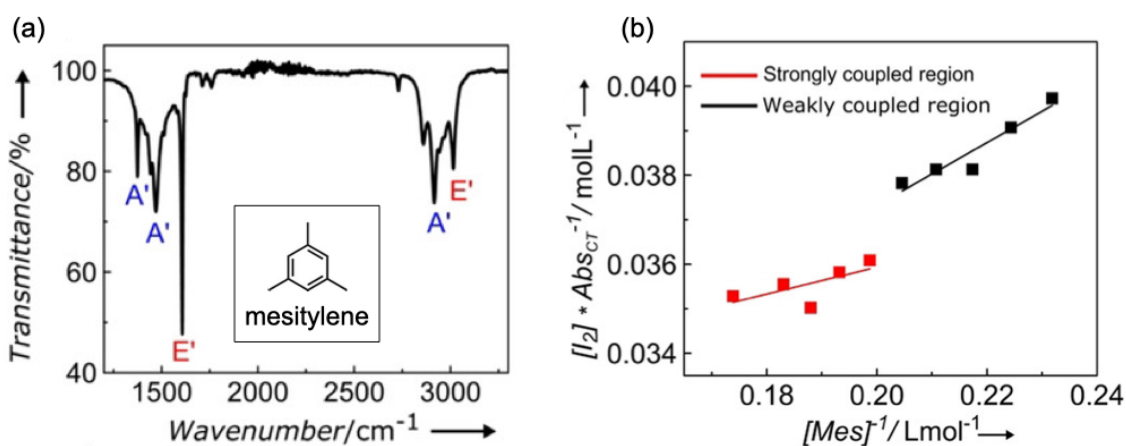 (a)
Transmittance/%
100
80
60
40
A'
A'
E'
A'
E'
mesitylene
1500
2000
2500
3000
Wavenumber/cm⁻¹
(b)
[I₂] * Abs_CT⁻¹/ molL⁻¹
0.040
0.038
0.036
0.034
Strongly coupled region
Weakly coupled region
0.18
0.20
0.22
0.24
[Mes]⁻¹/ Lmol⁻¹